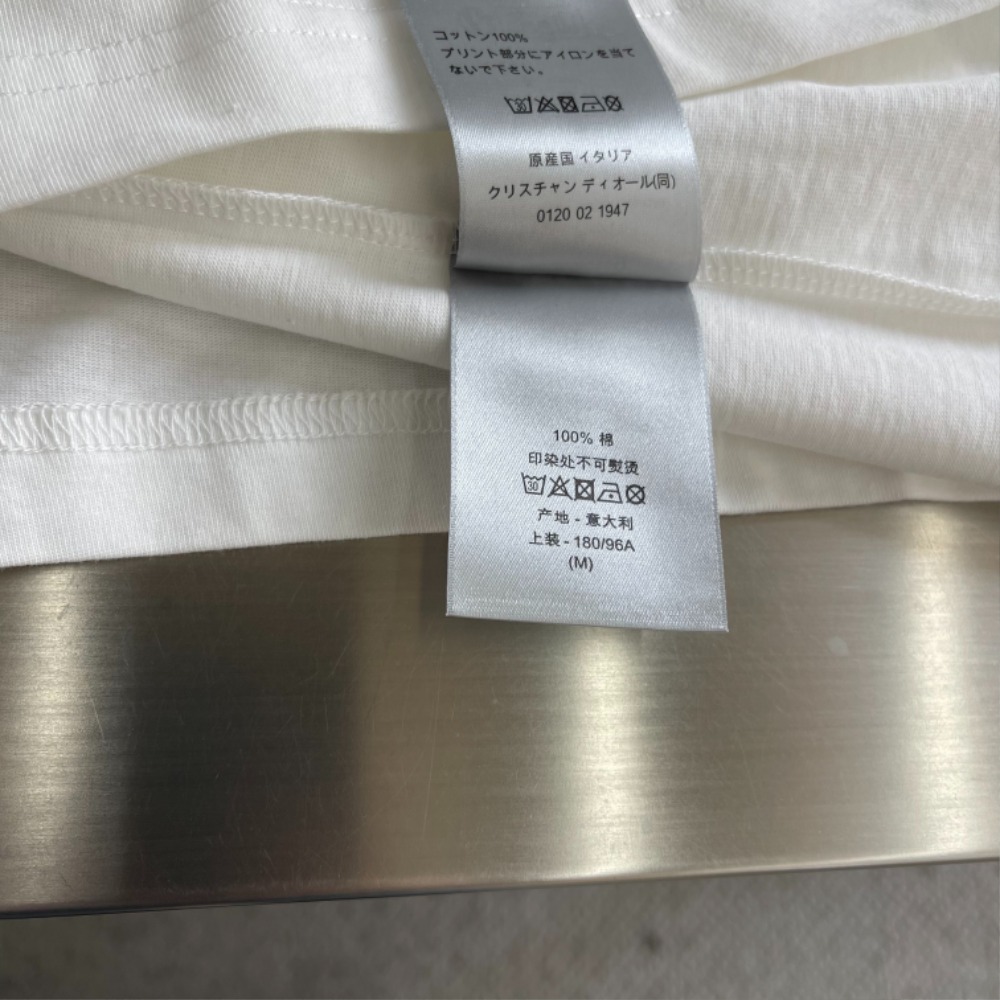 コットン100%
プリント部分にアイロンを当て
ないで下さい。
30
原産国 イタリア
クリスチャン ディオール(同)
0120 02 1947
100% 棉
印染处不可熨烫
30
产地 - 意大利
上装 - 180/96A
(M)